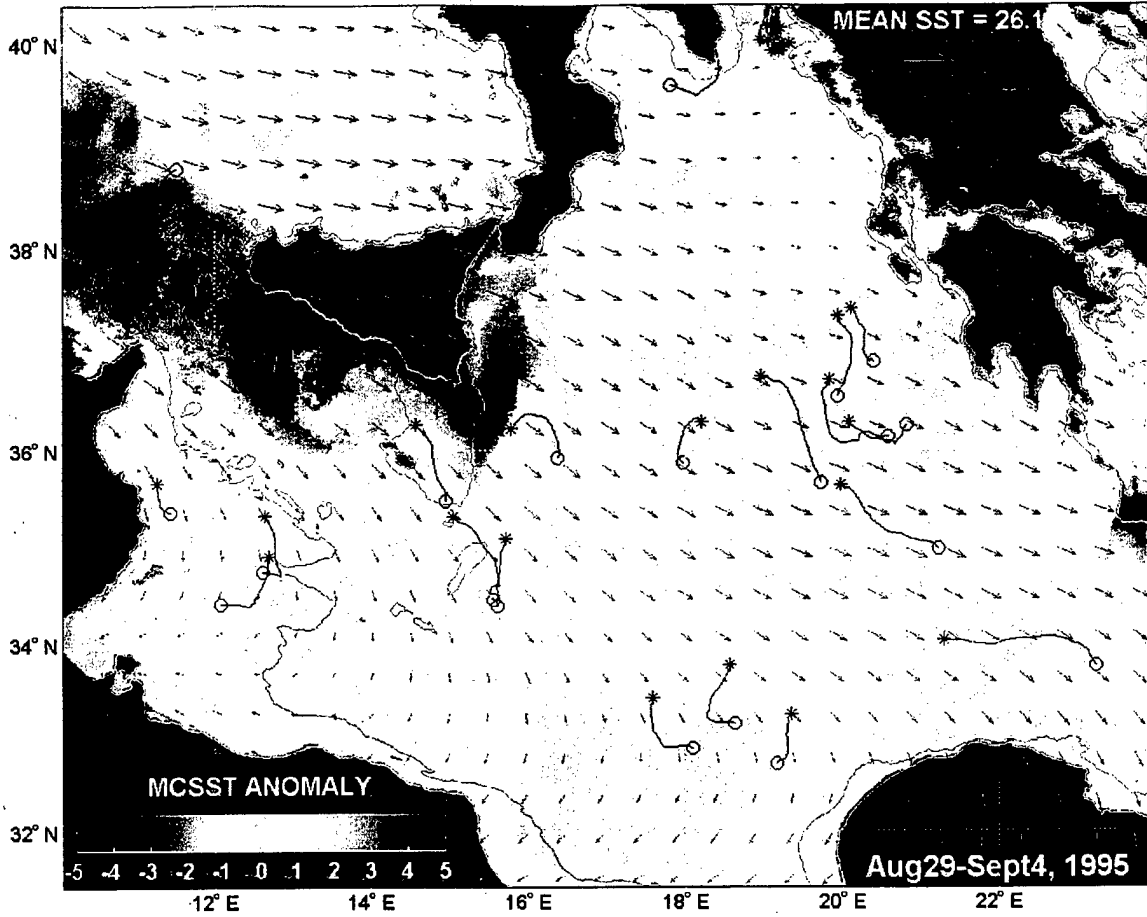 MEAN SST = 26.1
40° N
38° N
36° N
34° N
32° N
MCSST ANOMALY
-5 -4 -3 -2 -1 0 1 2 3 4 5
Aug29-Sept4, 1995
12° E 14° E 16° E 18° E 20° E 22° E